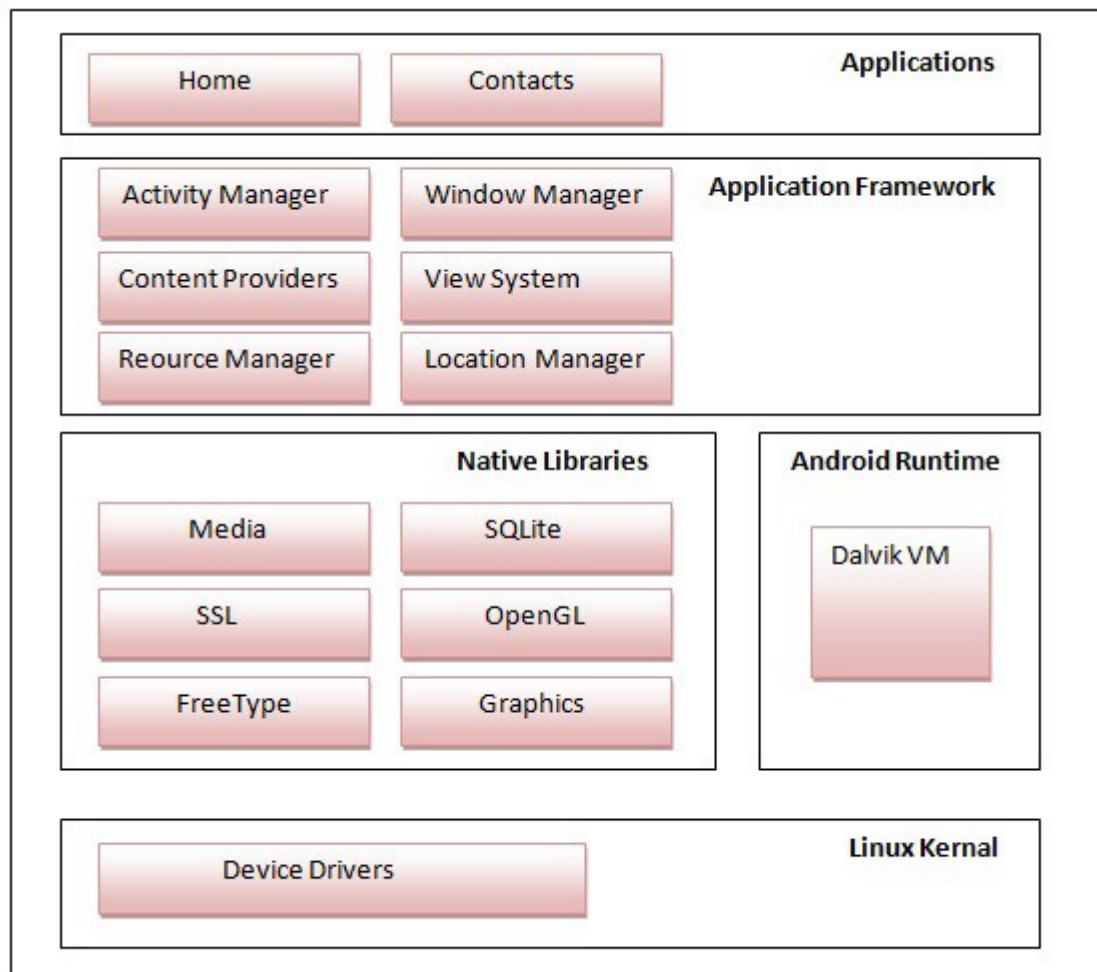 Applications
Home
Contacts
Application Framework
Activity Manager
Window Manager
Content Providers
View System
Reource Manager
Location Manager
Native Libraries
Media
SQLite
SSL
OpenGL
FreeType
Graphics
Android Runtime
Dalvik VM
Linux Kernal
Device Drivers